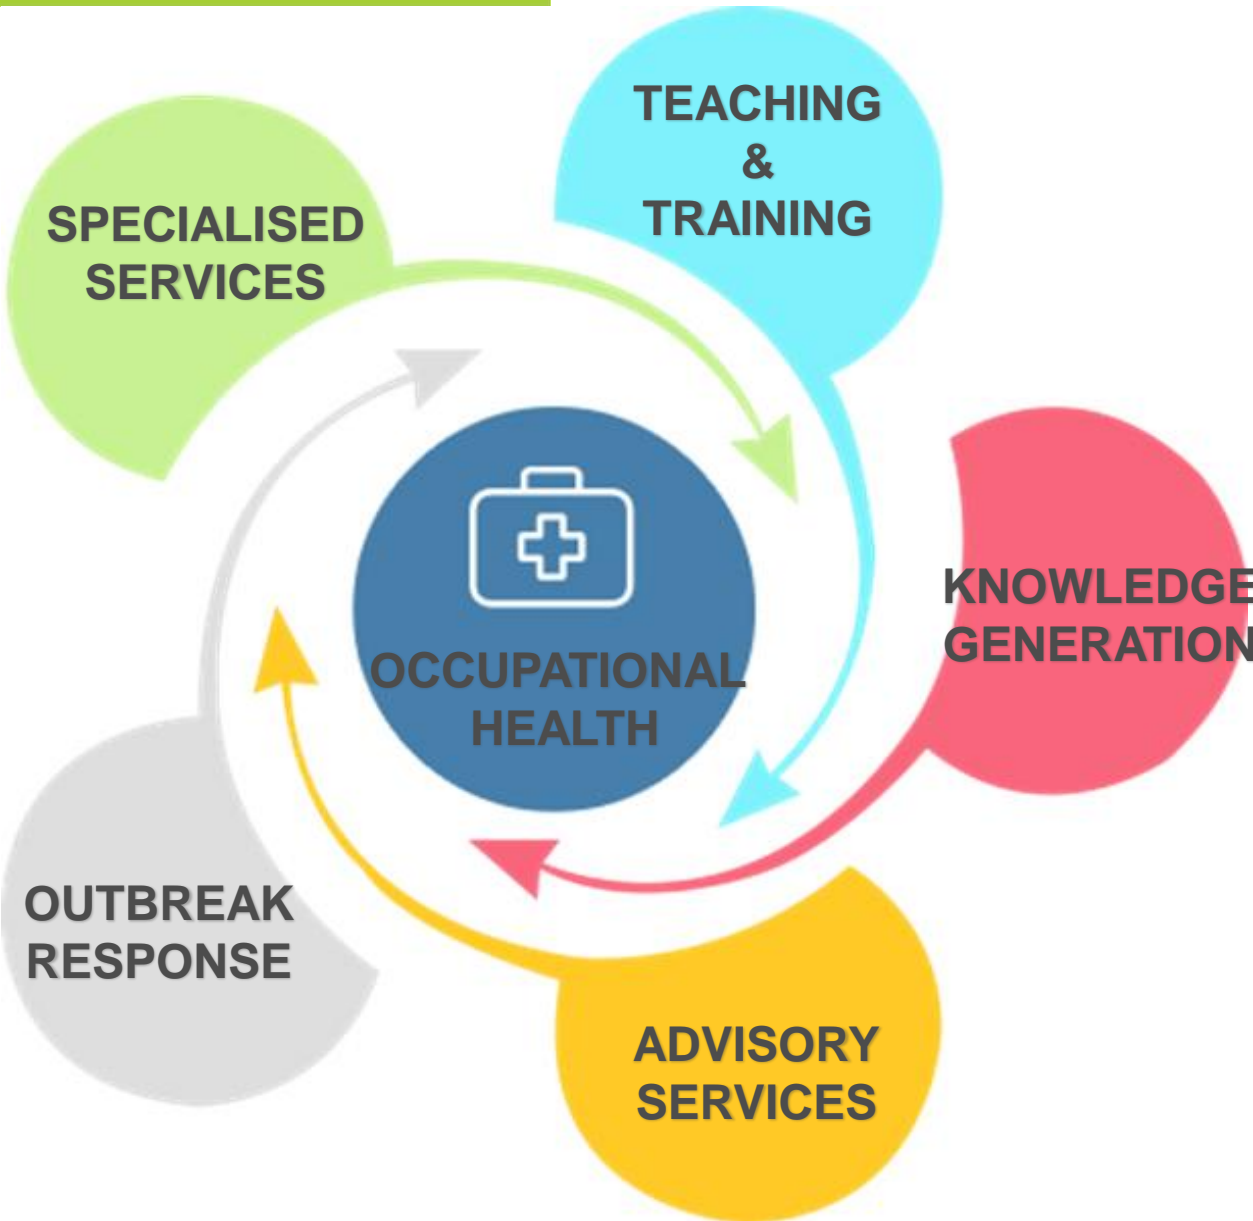 TEACHING
&
TRAINING
SPECIALISED
SERVICES
KNOWLEDGE
GENERATION
OCCUPATIONAL
HEALTH
OUTBREAK
RESPONSE
ADVISORY
SERVICES